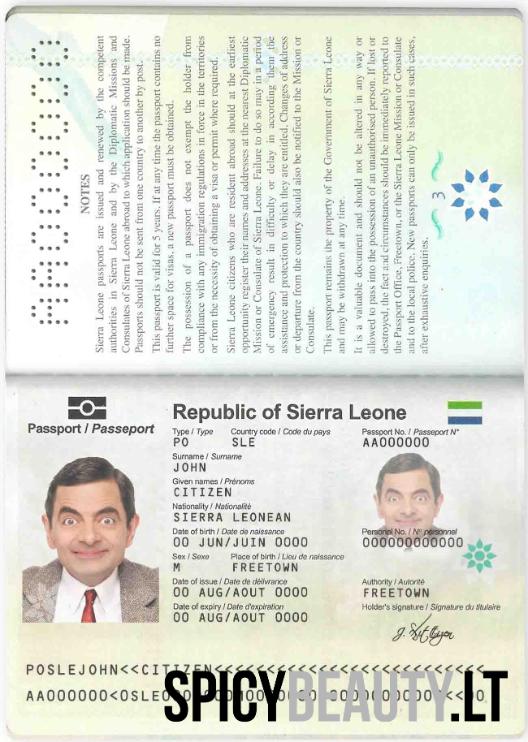 AA000000
NOTES
Sierra Leone passports are issued and renewed by the competent
authorities in Sierra Leone and by the Diplomatic Missions and
Consulates of Sierra Leone abroad to which application should be made.
Passports should not be sent from one country to another by post.
This passport is valid for 5 years. If at any time the passport contains no
further space for visas, a new passport must be obtained.
The possession of a passport does not exempt the holder from
compliance with any immigration regulations in force in the territories
or from the necessity of obtaining a visa or permit where required.
Sierra Leone citizens who are resident abroad should at the earliest
opportunity register their names and addresses at the nearest Diplomatic
Mission or Consulate of Sierra Leone. Failure to do so may in a period
of emergency result in difficulty or delay in according them the
assistance and protection to which they are entitled. Changes of address
or departure from the country should also be notified to the Mission or
Consulate.
This passport remains the property of the Government of Sierra Leone
and may be withdrawn at any time.
It is a valuable document and should not be altered in any way or
allowed to pass into the possession of an unauthorised person. If lost or
destroyed, the fact and circumstances should be immediately reported to
the Passport Office, Freetown, or the Sierra Leone Mission or Consulate
and to the local police. New passports can only be issued in such cases,
after exhaustive enquiries.
3
Republic of Sierra Leone
Passport / Passeport
Type / Type Country code / Code du pays Passport No. / Passeport N°
PO SLE AA000000
Surname / Surname
JOHN
Given names / Prénoms
CITIZEN
Nationality / Nationalité
SIERRA LEONEAN
Date of birth / Date de naissance Personal No. / N° personnel
00 JUN/JUIN 0000 000000000000
Sex / Sexe Place of birth / Lieu de naissance
M FREETOWN
Date of issue / Date de délivrance Authority / Autorité
00 AUG/AOUT 0000 FREETOWN
Date of expiry / Date d'expiration Holder's signature / Signature du titulaire
00 AUG/AOUT 0000
POSLEJOHN<<CITIZEN<<<<<<<<<<<<<<<<<<<<<<<<<<
AA000000<OSLE
SPICYBEAUTY.LT